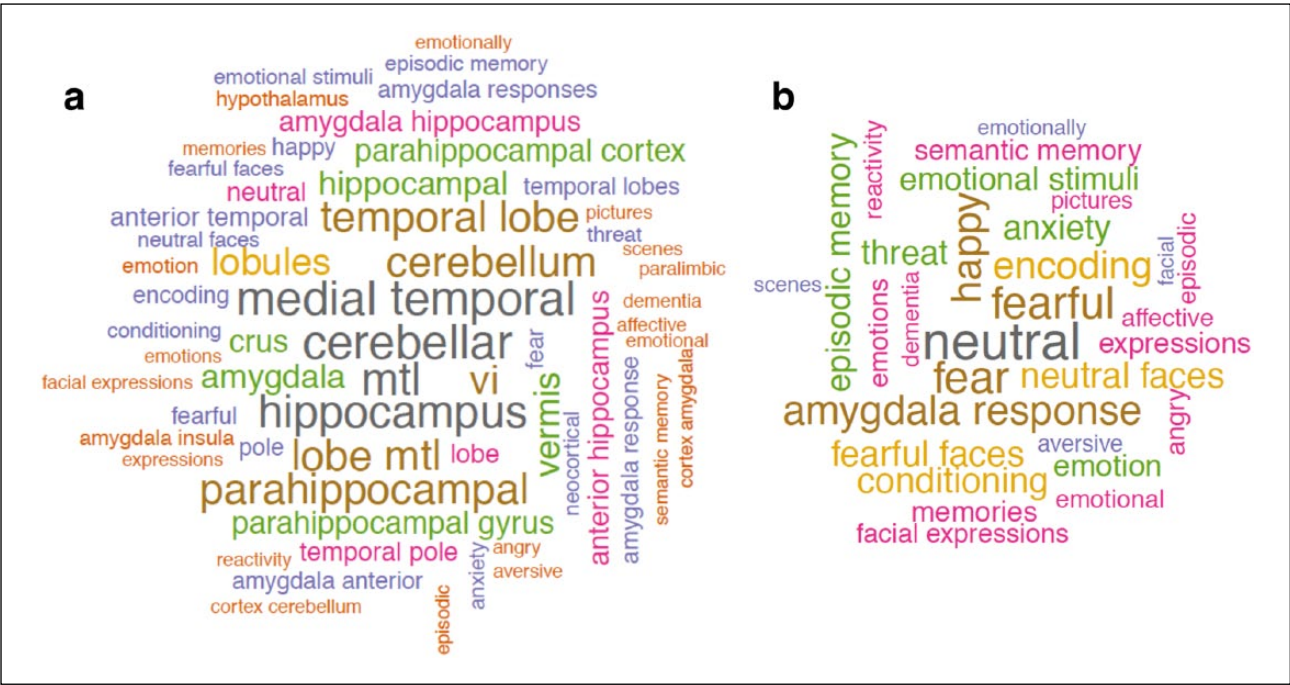 a
emotionally
episodic memory
emotional stimuli
hypothalamus
amygdala responses
amygdala hippocampus
memories happy parahippocampal cortex
fearful faces
neutral hippocampal temporal lobes
anterior temporal temporal lobe pictures
neutral faces threat
emotion lobules cerebellum scenes
paralimbic
encoding medial temporal dementia
conditioning crus cerebellar fear affective
emotions emotional
facial expressions amygdala mtl vi
fearful hippocampus vermis
amygdala insula pole lobe mtl lobe
expressions
neocortical
anterior hippocampus
amygdala response
semantic memory
cortex amygdala
parahippocampal
parahippocampal gyrus
reactivity temporal pole anxiety angry
amygdala anterior aversive
cortex cerebellum
episodic
b
episodic memory
reactivity
emotionally
semantic memory
emotional stimuli
pictures
happy
anxiety
threat
encoding
facial
episodic
scenes
emotions
dementia
fearful
affective
neutral expressions
fear neutral faces
amygdala response
angry
fearful faces aversive
conditioning emotion
memories emotional
facial expressions